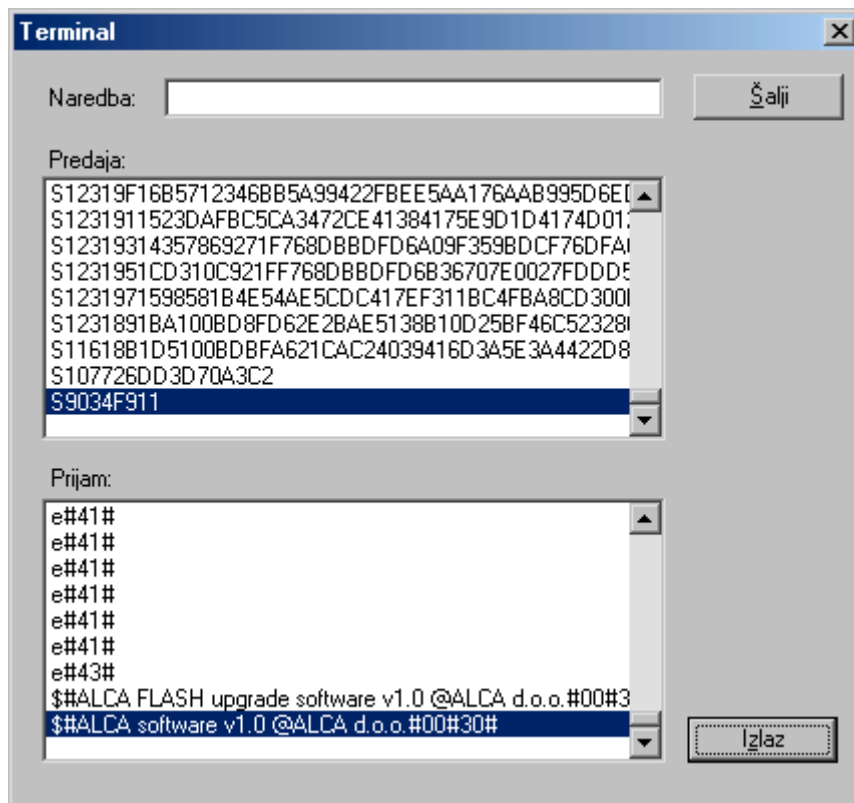 Terminal
Naredba:
Šalji
Predaja:
S12319F16B5712346BB5A99422FBEE5AA176AAB995D6E
S1231911523DAFBC5CA3472CE41384175E9D1D4174D01
S12319314357869271F768DBBDFD6A09F359BDCF76DFA
S1231951CD310C921FF768DBBDFD6B36707E0027FDDD5
S1231971598581B4E54AE5CDC417EF311BC4FBA8CD300
S1231891BA100BD8FD62E2BAE5138B10D25BF46C52328
S11618B1D5100BDBFA621CAC24039416D3A5E3A4422D8
S107726DD3D70A3C2
S9034F911
Prijam:
e#41#
e#41#
e#41#
e#41#
e#41#
e#41#
e#43#
$#ALCA FLASH upgrade software v1.0 @ALCA d.o.o.#00#3
$#ALCA software v1.0 @ALCA d.o.o.#00#30#
Izlaz